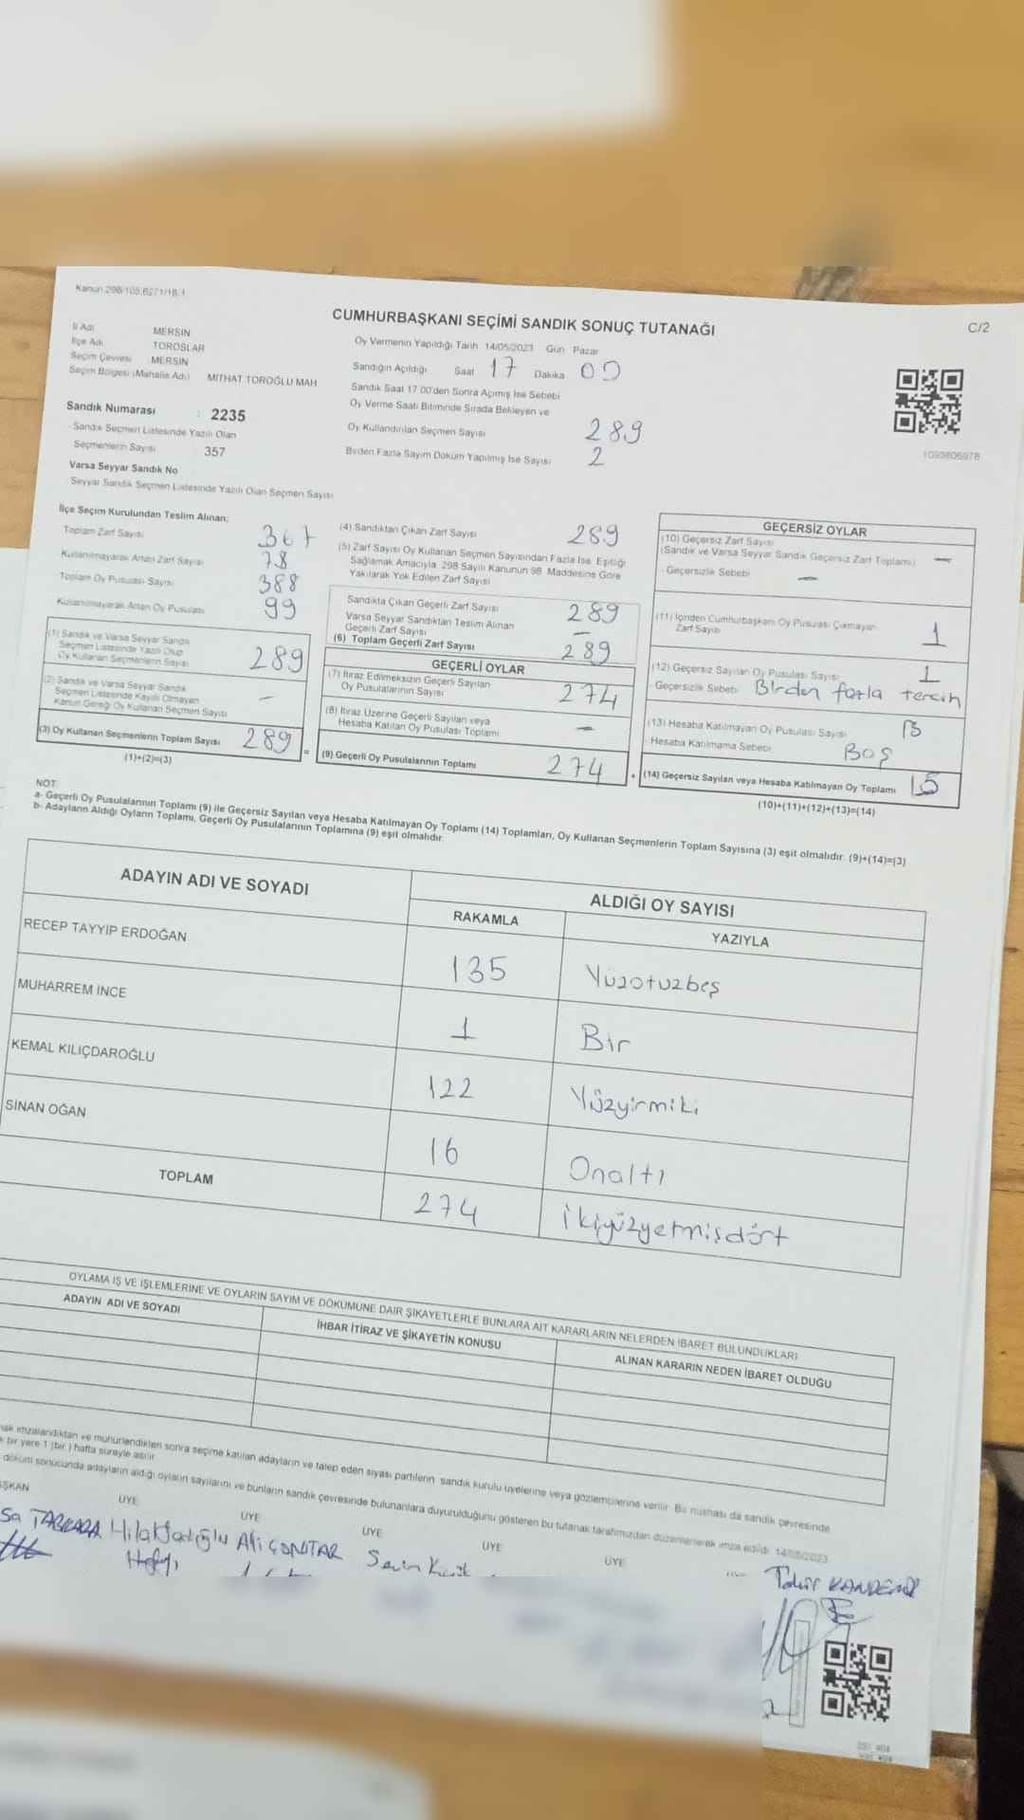 Kanun 298/105,6271/18.1
CUMHURBAŞKANI SEÇİMİ SANDIK SONUÇ TUTANAĞI
C/2
İl Adı MERSİN
İlçe Adı TOROSLAR
Seçim Çevresi MERSİN
Seçim Bölgesi (Mahalle Adı) MİTHAT TOROĞLU MAH
Sandık Numarası : 2235
Sandık Seçmen Listesinde Yazılı Olan
Seçmenlerin Sayısı 357
Varsa Seyyar Sandık No
Seyyar Sandık Seçmen Listesinde Yazılı Olan Seçmen Sayısı
Oy Vermenin Yapıldığı Tarih 14/05/2023 Gün Pazar
Sandığın Açıldığı Saat 17 Dakika 00
Sandık Saat 17.00'den Sonra Açılmış İse Sebebi
Oy Verme Saati Bitiminde Sırada Bekleyen ve
Oy Kullandırılan Seçmen Sayısı 289
Birden Fazla Sayım Döküm Yapılmış İse Sayısı 2
1093806978
İlçe Seçim Kurulundan Teslim Alınan;
Toplam Zarf Sayısı 367
Kullanılmayarak Artan Zarf Sayısı 78
Toplam Oy Pusulası Sayısı 388
Kullanılmayarak Artan Oy Pusulası 99
(1) Sandık ve Varsa Seyyar Sandık
Seçmen Listesinde Yazılı Olup
Oy Kullanan Seçmenlerin Sayısı 289
(2) Sandık ve Varsa Seyyar Sandık
Seçmen Listesinde Kayıtlı Olmayan
Kanun Gereği Oy Kullanan Seçmen Sayısı -
(3) Oy Kullanan Seçmenlerin Toplam Sayısı 289 =
(1)+(2)=(3)
(4) Sandıktan Çıkan Zarf Sayısı 289
(5) Zarf Sayısı Oy Kullanan Seçmen Sayısından Fazla İse, Eşitliği
Sağlamak Amacıyla, 298 Sayılı Kanunun 98. Maddesine Göre
Yakılarak Yok Edilen Zarf Sayısı
Sandıkta Çıkan Geçerli Zarf Sayısı 289
Varsa Seyyar Sandıktan Teslim Alınan
Geçerli Zarf Sayısı -
(6) Toplam Geçerli Zarf Sayısı 289
GEÇERLİ OYLAR
(7) İtiraz Edilmeksizin Geçerli Sayılan
Oy Pusulalarının Sayısı 274
(8) İtiraz Üzerine Geçerli Sayılan veya
Hesaba Katılan Oy Pusulası Toplamı -
(9) Geçerli Oy Pusulalarının Toplamı 274 +
GEÇERSİZ OYLAR
(10) Geçersiz Zarf Sayısı
(Sandık ve Varsa Seyyar Sandık Geçersiz Zarf Toplamı) -
Geçersizlik Sebebi -
(11) İçinden Cumhurbaşkanı Oy Pusulası Çıkmayan
Zarf Sayısı 1
(12) Geçersiz Sayılan Oy Pusulası Sayısı 1
Geçersizlik Sebebi Birden fazla tercih
(13) Hesaba Katılmayan Oy Pusulası Sayısı 13
Hesaba Katılmama Sebebi Boş
(14) Geçersiz Sayılan veya Hesaba Katılmayan Oy Toplamı 15
(10)+(11)+(12)+(13)=(14)
NOT:
a- Geçerli Oy Pusulalarının Toplamı (9) ile Geçersiz Sayılan veya Hesaba Katılmayan Oy Toplamı (14) Toplamları, Oy Kullanan Seçmenlerin Toplam Sayısına (3) eşit olmalıdır. (9)+(14)=(3)
b- Adayların Aldığı Oyların Toplamı, Geçerli Oy Pusulalarının Toplamına (9) eşit olmalıdır.
ADAYIN ADI VE SOYADI
ALDIĞI OY SAYISI
RAKAMLA YAZIYLA
RECEP TAYYİP ERDOĞAN 135 Yüzotuzbeş
MUHARREM İNCE 1 Bir
KEMAL KILIÇDAROĞLU 122 Yüzyirmiki
SİNAN OĞAN 16 Onaltı
TOPLAM 274 İkiyüzyetmişdört
OYLAMA İŞ VE İŞLEMLERİNE VE OYLARIN SAYIM VE DÖKÜMÜNE DAİR ŞİKAYETLERLE BUNLARA AİT KARARLARIN NELERDEN İBARET BULUNDUKLARI
ADAYIN ADI VE SOYADI
İHBAR İTİRAZ VE ŞİKAYETİN KONUSU
ALINAN KARARIN NEDEN İBARET OLDUĞU
imzalandıktan ve mühürlendikten sonra seçime katılan adayların ve talep eden siyasi partilerin sandık kurulu üyelerine veya gözlemcilerine verilir. Bir nüshası da sandık çevresinde
bir yere 1 (bir) hafta süreyle asılır.
döküm sonucunda adayların aldığı oyların sayılarını ve bunların sandık çevresinde bulunanlara duyurulduğunu gösteren bu tutanak tarafımızdan düzenlenerek imza edildi. 14/05/2023
ÜYE ÜYE ÜYE ÜYE ÜYE
Ali Tahir KANDEMİR